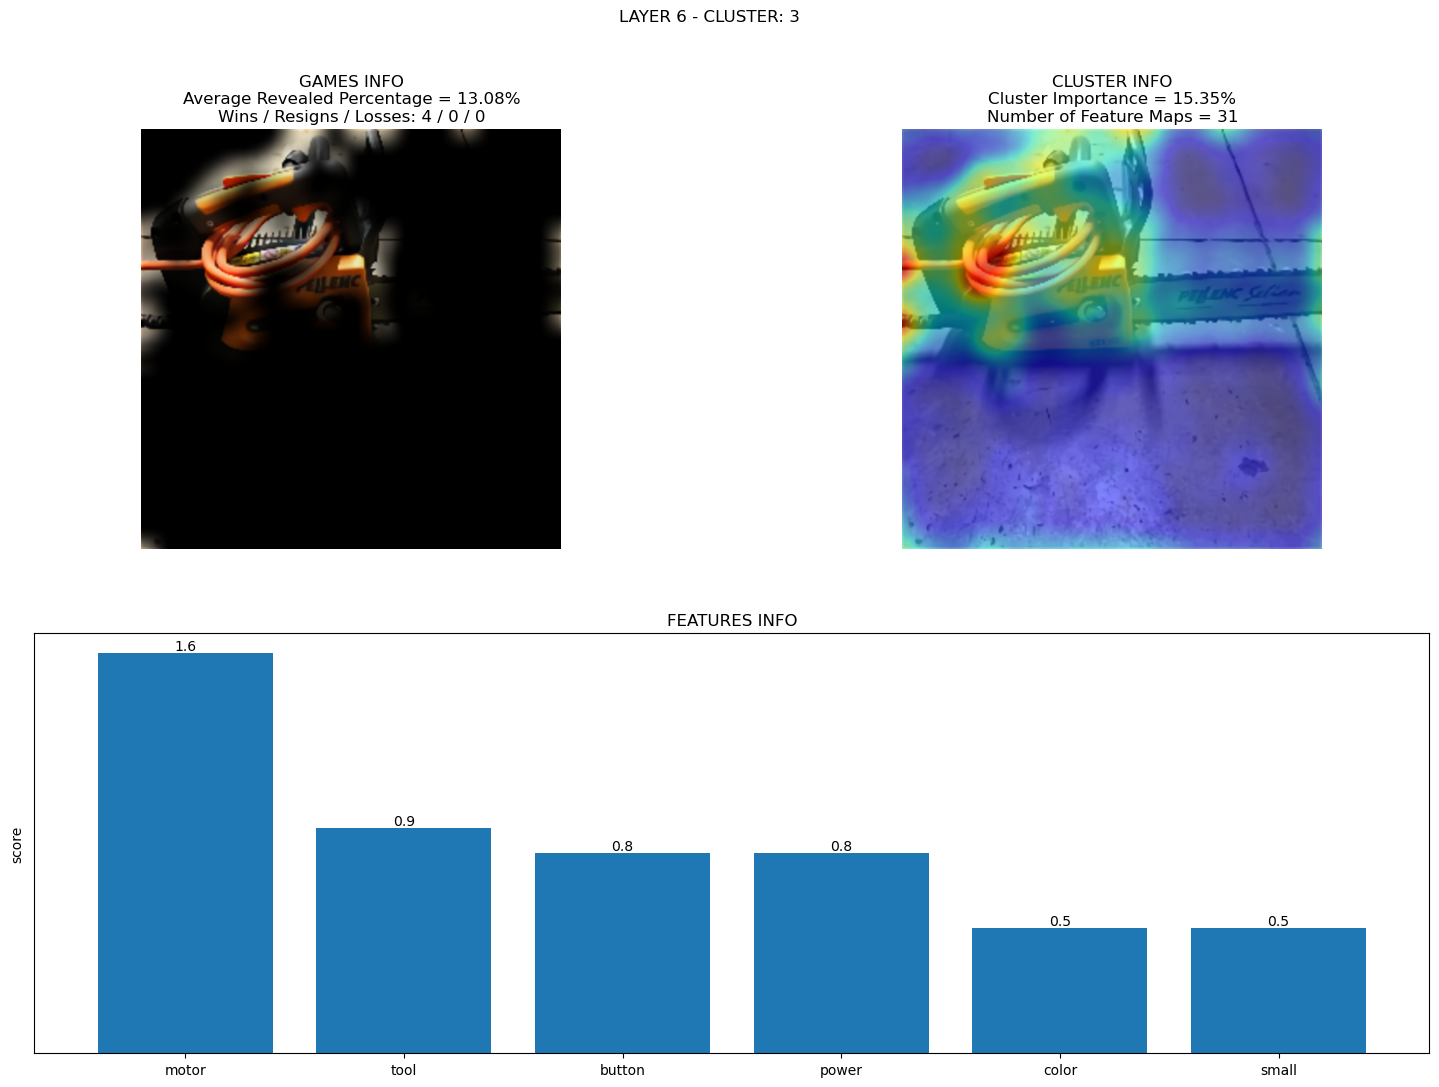 LAYER 6 - CLUSTER: 3
GAMES INFO
Average Revealed Percentage = 13.08%
Wins / Resigns / Losses: 4 / 0 / 0
CLUSTER INFO
Cluster Importance = 15.35%
Number of Feature Maps = 31
PELLENC
PELLENC
PELLENC Selion
FEATURES INFO
score
1.6
0.9
0.8
0.8
0.5
0.5
motor
tool
button
power
color
small